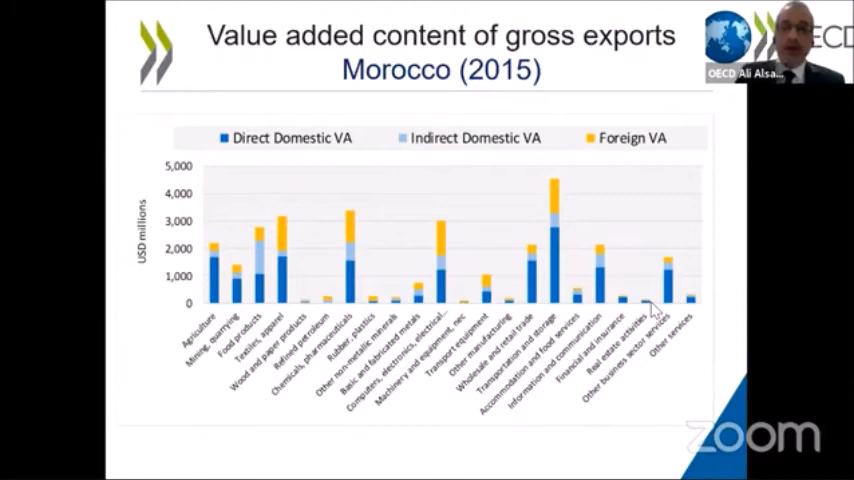 Value added content of gross exports
Morocco (2015)
OECD Ali Alsa...
ECD
Direct Domestic VA
Indirect Domestic VA
Foreign VA
USD millions
5,000
4,000
3,000
2,000
1,000
0
Agriculture
Mining, quarrying
Food products
Textiles, apparel
Wood and paper products
Refined petroleum
Chemicals, pharmaceuticals
Rubber, plastics
Other non-metallic minerals
Basic and fabricated metals
Computers, electronics, electrical...
Machinery and equipment, nec
Transport equipment
Other manufacturing
Wholesale and retail trade
Transportation and storage
Accommodation and food services
Information and communication
Financial and insurance
Real estate activities
Other business sector services
Other services
zoom